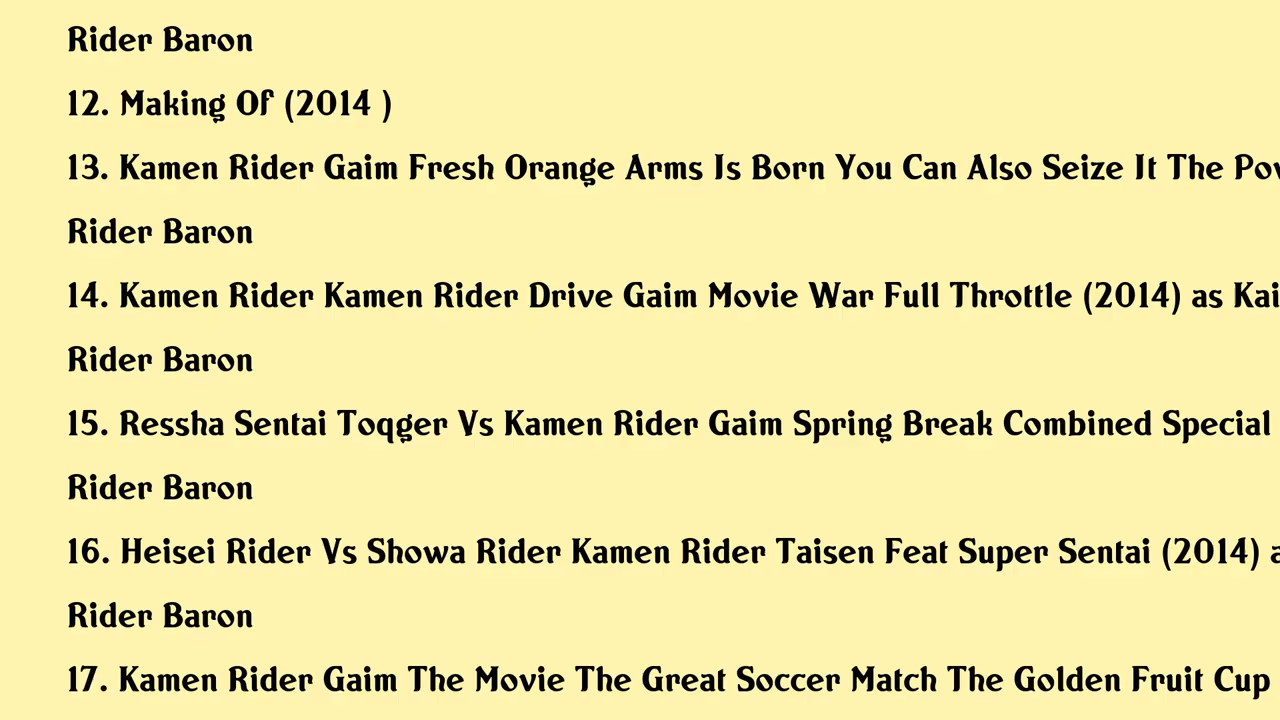 Rider Baron
12. Making Of (2014 )
13. Kamen Rider Gaim Fresh Orange Arms Is Born You Can Also Seize It The
Rider Baron
14. Kamen Rider Kamen Rider Drive Gaim Movie War Full Throttle (2014) as
Rider Baron
15. Ressha Sentai Toqger Vs Kamen Rider Gaim Spring Break Combined Special
Rider Baron
16. Heisei Rider Vs Showa Rider Kamen Rider Taisen Feat Super Sentai (2014)
Rider Baron
17. Kamen Rider Gaim The Movie The Great Soccer Match The Golden Fruit Cup